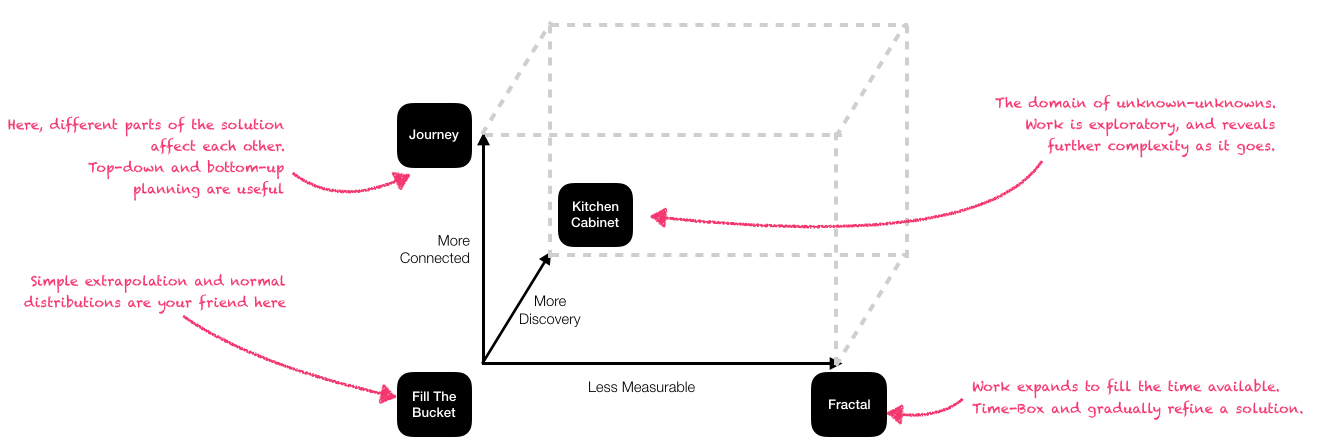 Here, different parts of the solution
affect each other.
Top-down and bottom-up
planning are useful
Journey
The domain of unknown-unknowns.
Work is exploratory, and reveals
further complexity as it goes.
Kitchen
Cabinet
More
Connected
Simple extrapolation and normal
distributions are your friend here
More
Discovery
Less Measurable
Fill The
Bucket
Fractal
Work expands to fill the time available.
Time-Box and gradually refine a solution.